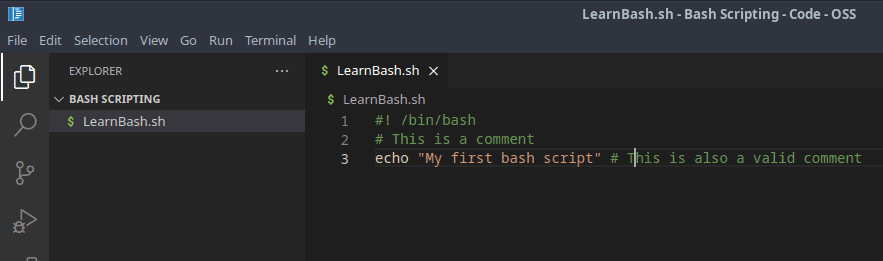 LearnBash.sh - Bash Scripting - Code - OSS
File Edit Selection View Go Run Terminal Help
EXPLORER ...
$ LearnBash.sh
BASH SCRIPTING
$ LearnBash.sh
$ LearnBash.sh
1 #! /bin/bash
2 # This is a comment
3 echo "My first bash script" # This is also a valid comment